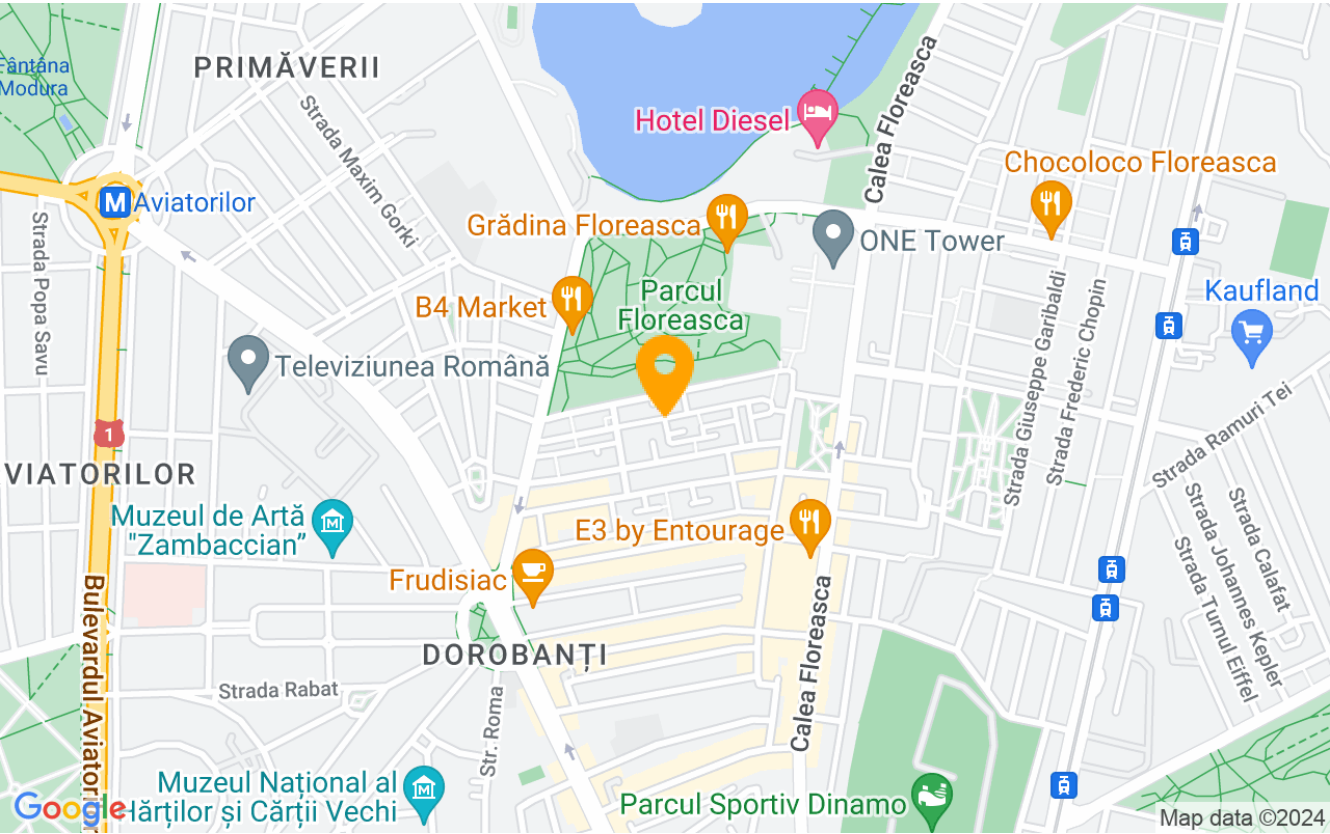 PRIMĂVERII
Fântâna
Modura
Strada Maxim Gorki
Hotel Diesel
Calea Floreasca
Chocoloco Floreasca
M Aviatorilor
Grădina Floreasca
ONE Tower
Strada Popa Savu
B4 Market
Parcul
Floreasca
Kaufland
Strada Giuseppe Garibaldi
Strada Frederic Chopin
Televiziunea Română
1
Strada Ramuri Tei
VIATORILOR
Muzeul de Artă
"Zambaccian”
E3 by Entourage
Strada Calafat
Strada Johannes Kepler
Strada Turnul Eiffel
Frudisiac
Bulevardul Aviatori
DOROBANȚI
Calea Floreasca
Strada Rabat
Str. Roma
Muzeul Național al
Hărților și Cărții Vechi
Parcul Sportiv Dinamo
Google
Map data ©2024